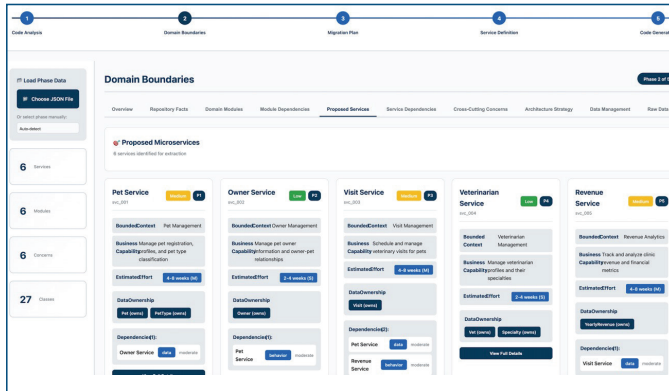 1
2
3
4
5
Code Analysis
Domain Boundaries
Migration Plan
Service Definition
Code Generat
Load Phase Data
Choose JSON File
Or select phase manually:
Auto-detect
6 Services
6 Modules
6 Concerns
27 Classes
Domain Boundaries
Phase 2 of 5
Overview
Repository Facts
Domain Modules
Module Dependencies
Proposed Services
Service Dependencies
Cross-Cutting Concerns
Architecture Strategy
Data Management
Raw Data
Proposed Microservices
6 services identified for extraction
Pet Service
Medium P1
svc_001
BoundedContext Pet Management
Business Manage pet registration,
Capabilityprofiles, and pet type
classification
EstimatedEffort 4-6 weeks (M)
DataOwnership
Pet (owns) PetType (owns)
Dependencies(1):
Owner Service data moderate
Owner Service
Low P2
svc_002
BoundedContext Owner Management
Business Manage pet owner
Capabilityinformation and owner-pet
relationships
EstimatedEffort 2-4 weeks (S)
DataOwnership
Owner (owns)
Dependencies(1):
Pet
Service behavior moderate
Visit Service
Medium P3
svc_003
BoundedContext Visit Management
Business Schedule and manage
Capability veterinary visits for pets
EstimatedEffort 4-6 weeks (M)
DataOwnership
Visit (owns)
Dependencies(2):
Pet Service data moderate
Revenue
Service behavior moderate
Veterinarian
Service
Low P4
svc_004
Bounded Veterinarian
Context Management
Business Manage veterinarian
Capabilityprofiles and their
specialties
EstimatedEffort 2-4 weeks (S)
DataOwnership
Vet (owns) Specialty (owns)
View Full Details
Revenue
Service
Medium P5
svc_005
BoundedContext Revenue Analytics
Business Track and analyze clinic
Capabilityrevenue and financial
metrics
EstimatedEffort 4-6 weeks (M)
DataOwnership
YearlyRevenue (owns)
Dependencies(1):
Visit Service data moderate